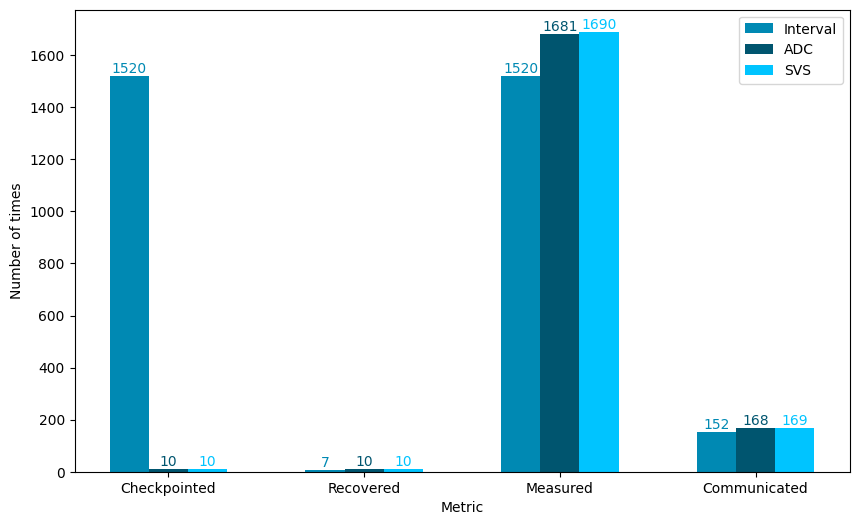 Number of times
1600
1400
1200
1000
800
600
400
200
0
1520 10 10
7 10 10
1520 1681 1690
152 168 169
Checkpointed Recovered Measured Communicated
Metric
Interval
ADC
SVS